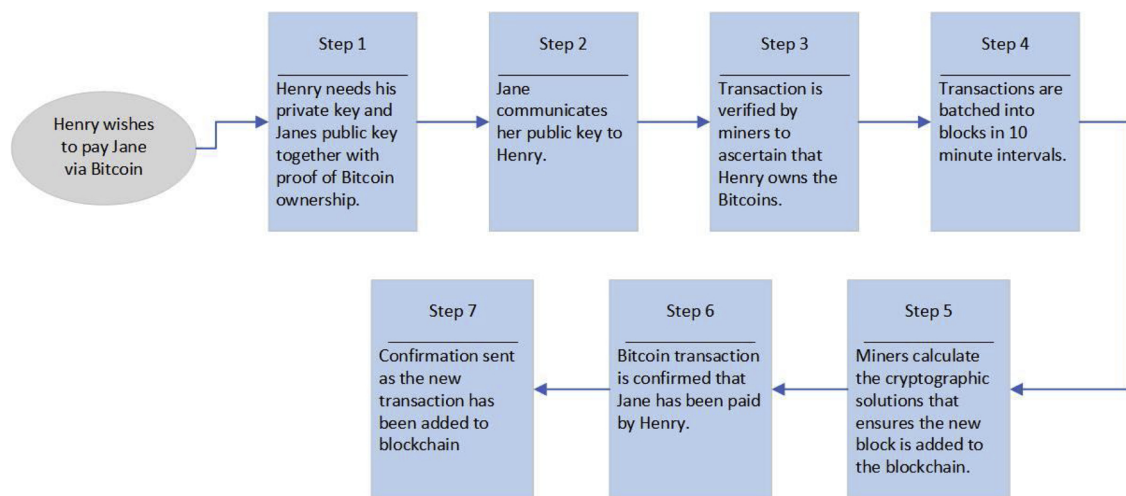 Henry wishes
to pay Jane
via Bitcoin
Step 1
Henry needs his
private key and
Janes public key
together with
proof of Bitcoin
ownership.
Step 2
Jane
communicates
her public key to
Henry.
Step 3
Transaction is
verified by
miners to
ascertain that
Henry owns the
Bitcoins.
Step 4
Transactions are
batched into
blocks in 10
minute intervals.
Step 5
Miners calculate
the cryptographic
solutions that
ensures the new
block is added to
the blockchain.
Step 6
Bitcoin transaction
is confirmed that
Jane has been paid
by Henry.
Step 7
Confirmation sent
as the new
transaction has
been added to
blockchain